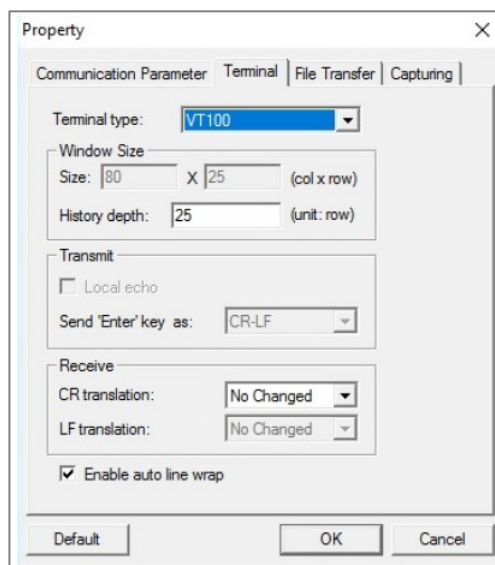 Property
Communication Parameter Terminal File Transfer Capturing
Terminal type: VT100
Window Size
Size: 80 X 25 (col x row)
History depth: 25 (unit: row)
Transmit
Local echo
Send 'Enter' key as: CR-LF
Receive
CR translation: No Changed
LF translation: No Changed
Enable auto line wrap
Default OK Cancel